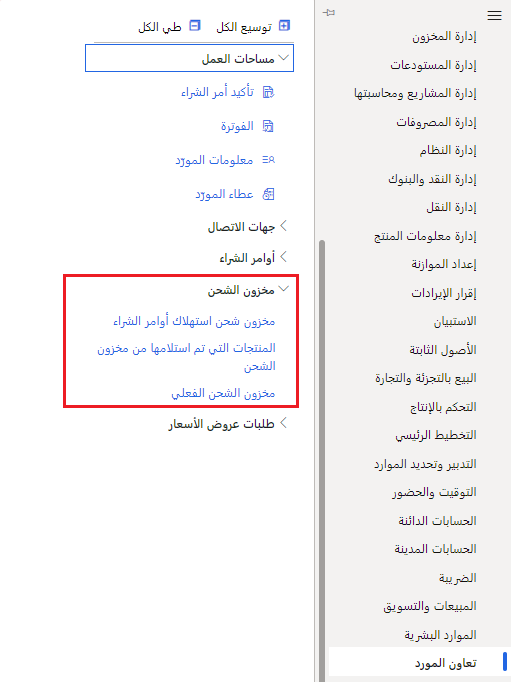 إدارة المخزون
إدارة المستودعات
إدارة المشاريع ومحاسبتها
إدارة المصروفات
إدارة النظام
إدارة النقد والبنوك
إدارة النقل
إدارة معلومات المنتج
إعداد الموازنة
إقرار الإيرادات
الاستبيان
الأصول الثابتة
البيع بالتجزئة والتجارة
التحكم بالإنتاج
التخطيط الرئيسي
التدبير وتحديد الموارد
التوقيت والحضور
الحسابات الدائنة
الحسابات المدينة
الضريبة
المبيعات والتسويق
الموارد البشرية
تعاون المورد
توسيع الكل
طي الكل
مساحات العمل
تأكيد أمر الشراء
الفوترة
معلومات المورّد
عطاء المورّد
جهات الاتصال
أوامر الشراء
مخزون الشحن
مخزون شحن استهلاك أوامر الشراء
المنتجات التي تم استلامها من مخزون
الشحن
مخزون الشحن الفعلي
طلبات عروض الأسعار